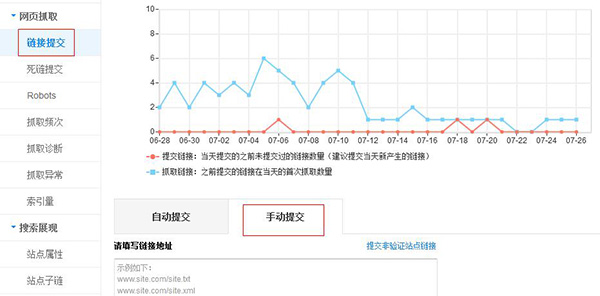 网页抓取
链接提交
死链提交
Robots
抓取频次
抓取诊断
抓取异常
索引量
搜索展现
站点属性
站点子链
10
8
6
4
2
0
06-28 06-30 07-02 07-04 07-06 07-08 07-10 07-12 07-14 07-16 07-18 07-20 07-22 07-24 07-26
提交链接：当天提交的之前未提交过的链接数量（建议提交当天新产生的链接）
抓取链接：之前提交的链接在当天的首次抓取数量
自动提交 手动提交
请填写链接地址 提交非验证站点链接
示例如下：
www.site.com/site.txt
www.site.com/site.xml